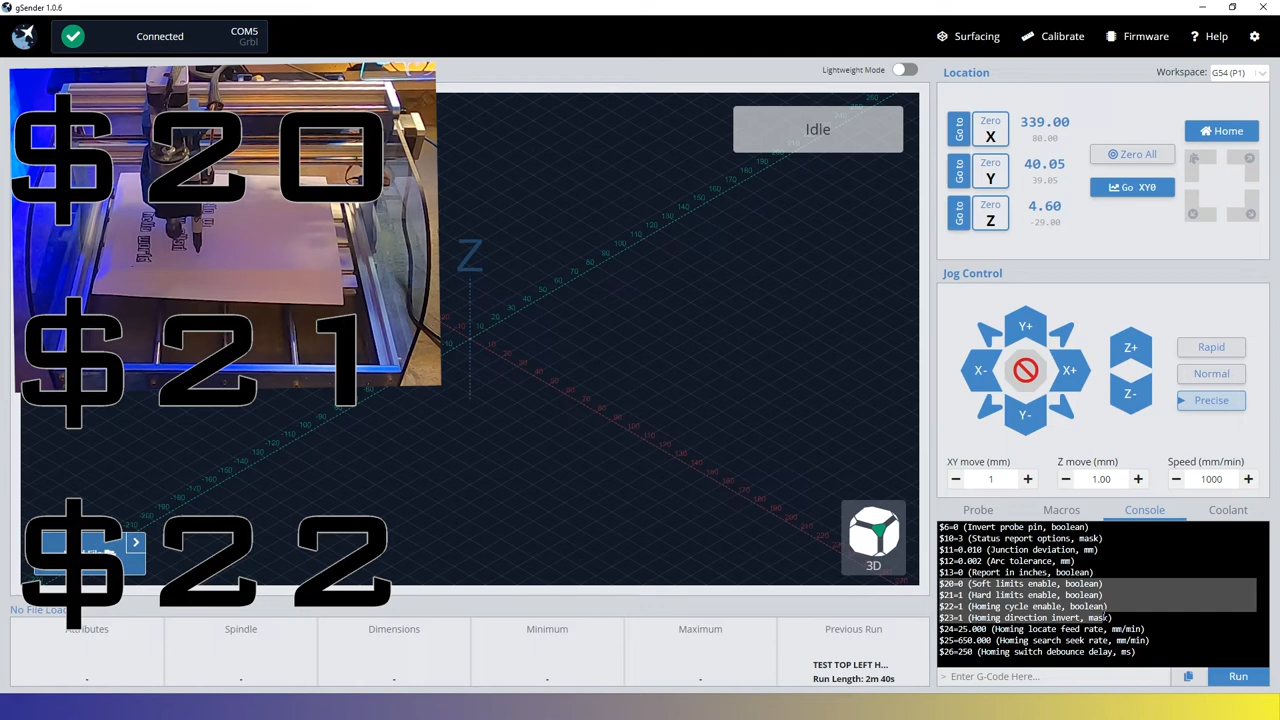 gSender 1.0.6
Connected
COM5
Grbl
Surfacing
Calibrate
Firmware
Help
Lightweight Mode
Location
Workspace:
G54 (P1)
Idle
$20
$21
$22
Z
Go to
Zero
X
339.00
80.00
Go to
Zero
Y
40.05
39.05
Go to
Zero
Z
4.60
-29.00
Zero All
Go XY0
Home
Jog Control
Y+
X-
X+
Y-
Z+
Z-
Rapid
Normal
Precise
XY move (mm)
1
Z move (mm)
1.00
Speed (mm/min)
1000
Probe
Macros
Console
Coolant
$6=0 (Invert probe pin, boolean)
$10=3 (Status report options, mask)
$11=0.010 (Junction deviation, mm)
$12=0.002 (Arc tolerance, mm)
$13=0 (Report in inches, boolean)
$20=0 (Soft limits enable, boolean)
$21=1 (Hard limits enable, boolean)
$22=1 (Homing cycle enable, boolean)
$23=1 (Homing direction invert, mask)
$24=25.000 (Homing locate feed rate, mm/min)
$25=650.000 (Homing search seek rate, mm/min)
$26=250 (Homing switch debounce delay, ms)
> Enter G-Code Here...
Run
3D
No File
Attributes
Spindle
Dimensions
Minimum
Maximum
Previous Run
-
-
-
-
-
TEST TOP LEFT H...
Run Length: 2m 40s